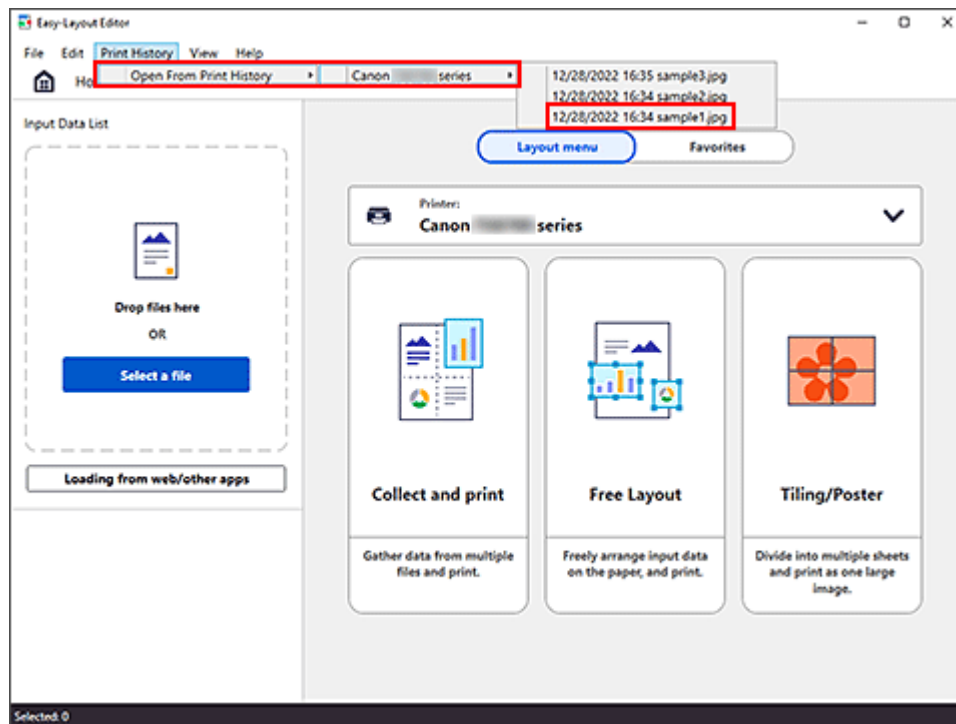 Easy-Layout Editor
File Edit Print History View Help
Open From Print History
Canon series
12/28/2022 16:35 sample3.jpg
12/28/2022 16:34 sample2.jpg
12/28/2022 16:34 sample1.jpg
Ho
Input Data List
Layout menu
Favorites
Printer:
Canon series
Drop files here
OR
Select a file
Loading from web/other apps
Collect and print
Gather data from multiple
files and print.
Free Layout
Freely arrange input data
on the paper, and print.
Tiling/Poster
Divide into multiple sheets
and print as one large
image.
Selected: 0